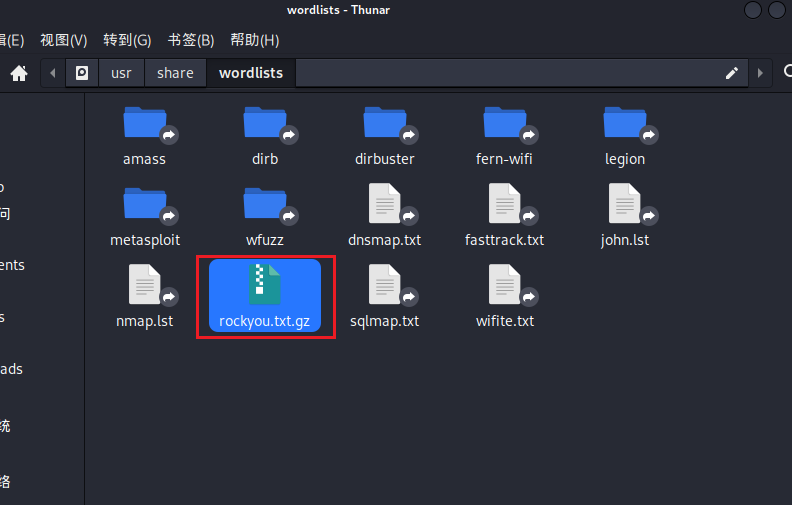 wordlists - Thunar
辑(E) 视图(V) 转到(G) 书签(B) 帮助(H)
usr share wordlists
amass dirb dirbuster fern-wifi legion
问
metasploit wfuzz dnsmap.txt fasttrack.txt john.lst
ents
s
nmap.lst rockyou.txt.gz sqlmap.txt wifite.txt
ads
统
络